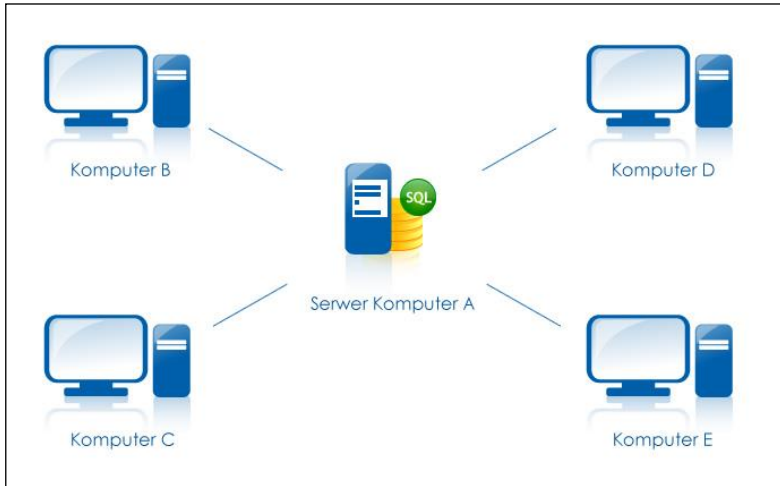 Komputer B
Komputer D
SQL
Serwer Komputer A
Komputer C
Komputer E